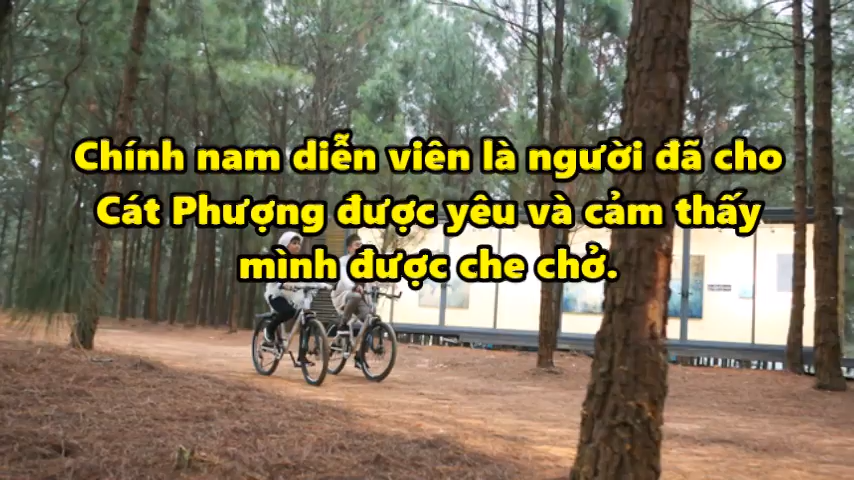 Chính nam diễn viên là người đã cho
Cát Phượng được yêu và cảm thấy
mình được che chở.